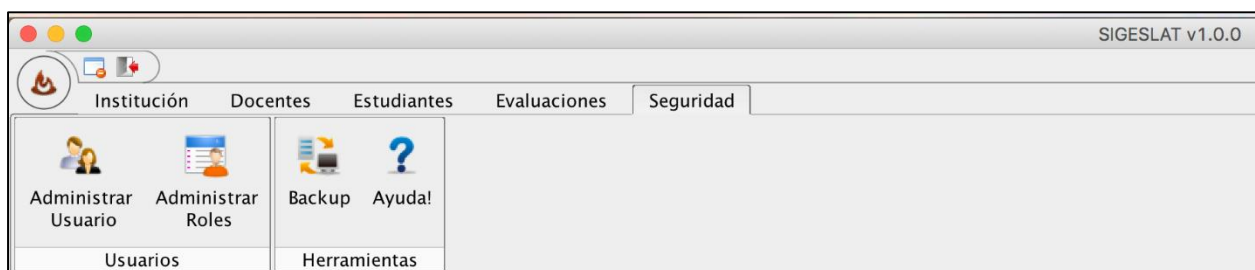 SIGESLAT v1.0.0
Institución Docentes Estudiantes Evaluaciones Seguridad
Administrar Administrar Backup Ayuda!
Usuario Roles
Usuarios Herramientas